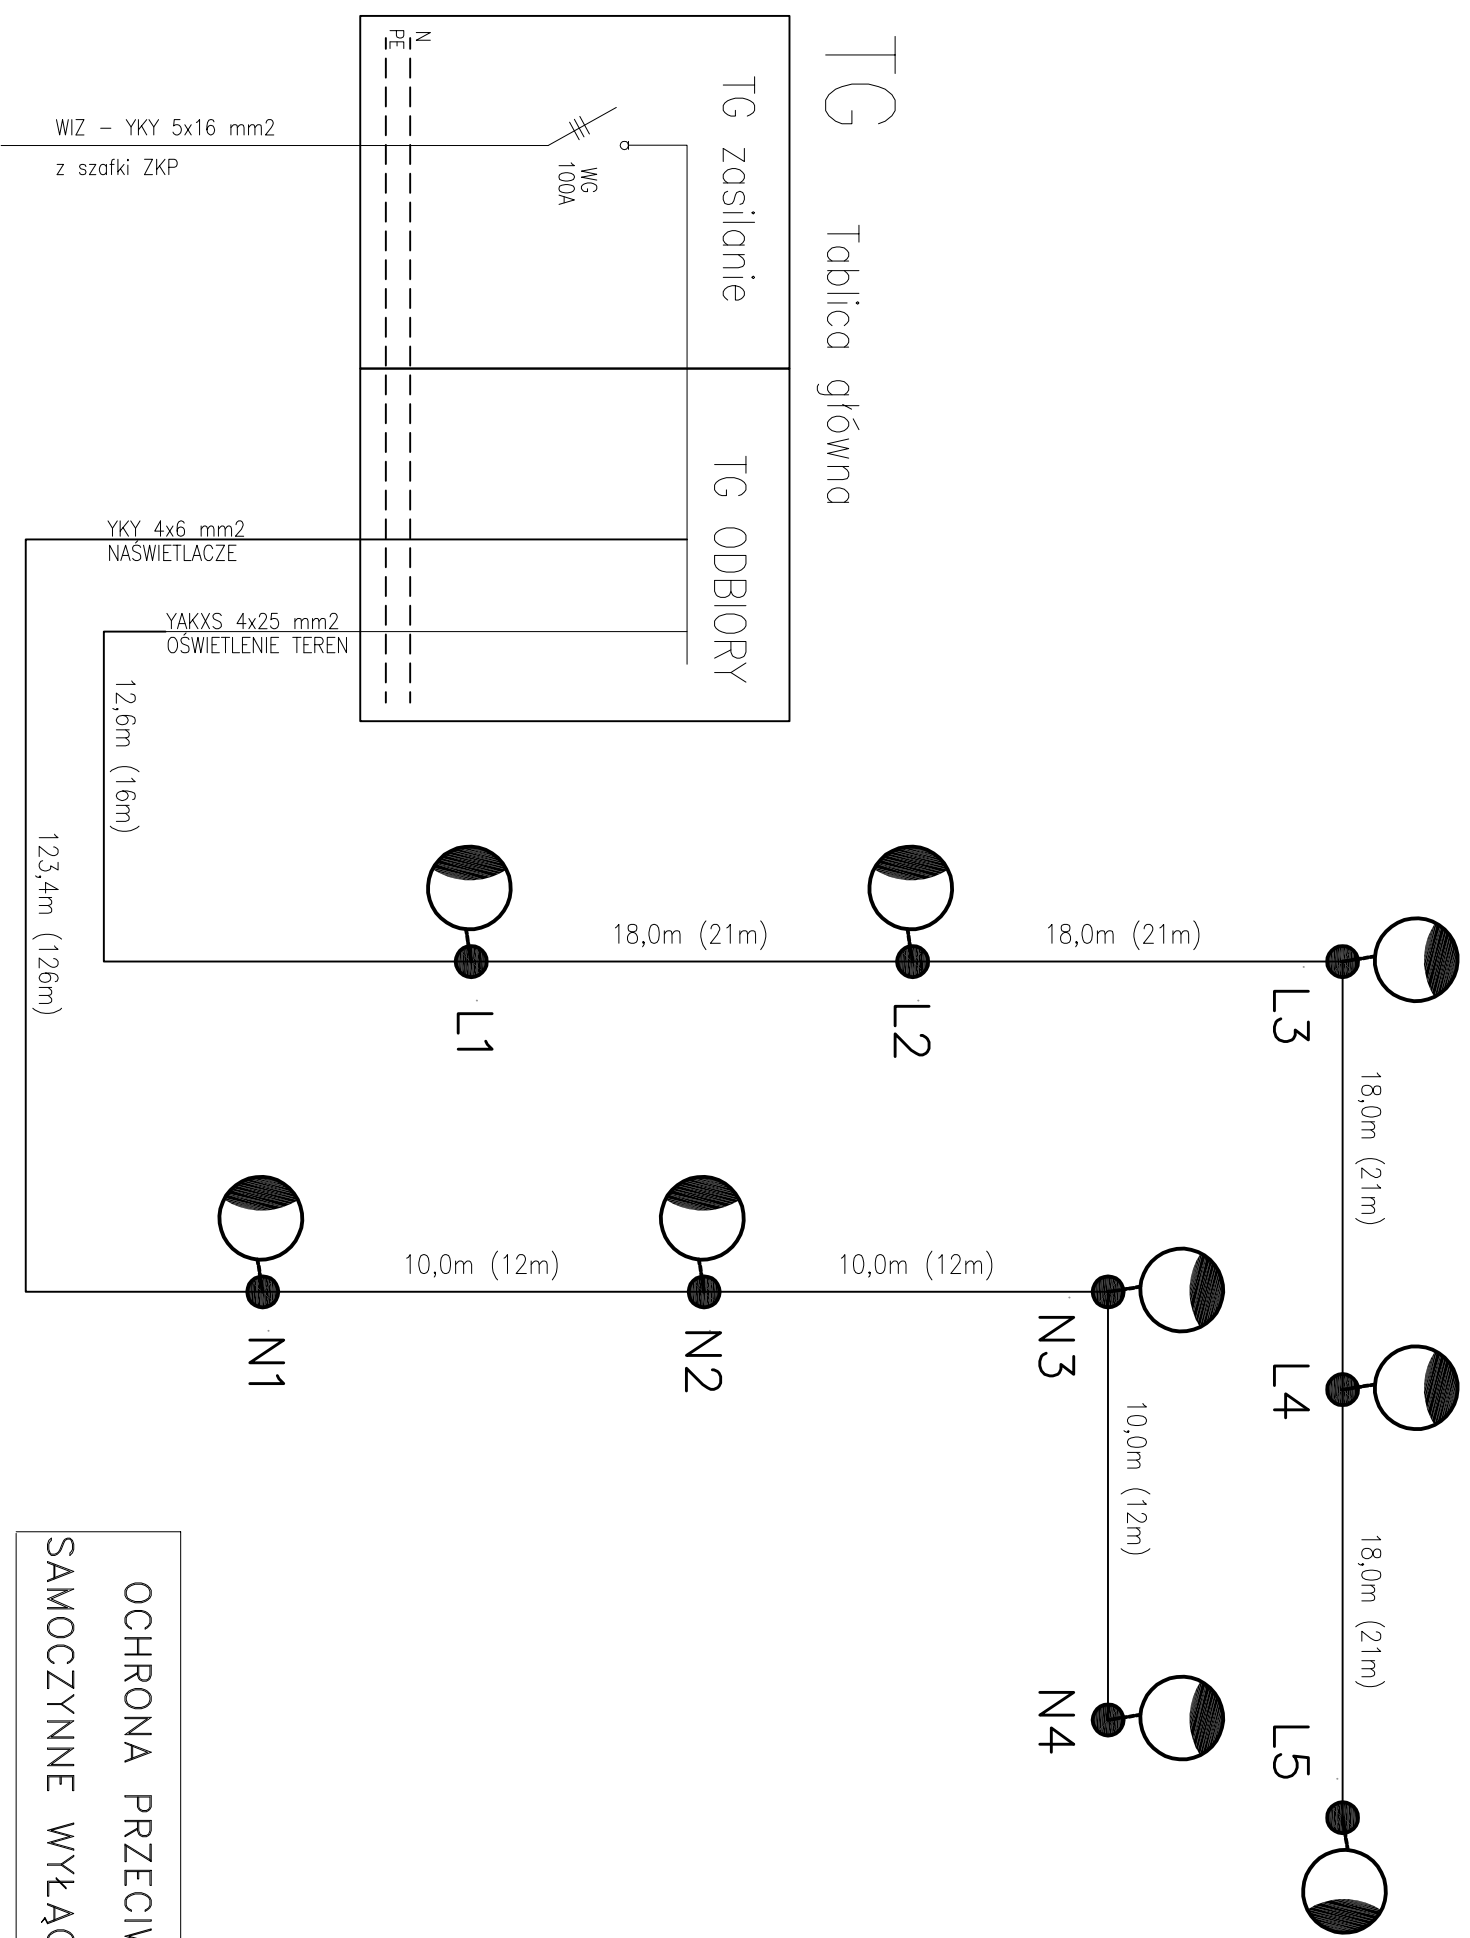 TG
Tablica główna
TG zasilanie
TG ODBIORY
N
PE
WG
100A
WIZ – YKY 5x16 mm2
z szafki ZKP
YKY 4x6 mm2
NAŚWIETLACZE
YAKXS 4x25 mm2
OŚWIETLENIE TEREN
12,6m (16m)
123,4m (126m)
18,0m (21m)
18,0m (21m)
L1
L2
L3
18,0m (21m)
L4
18,0m (21m)
L5
10,0m (12m)
10,0m (12m)
N1
N2
N3
10,0m (12m)
N4
OCHRONA
SAMOCZYNNE